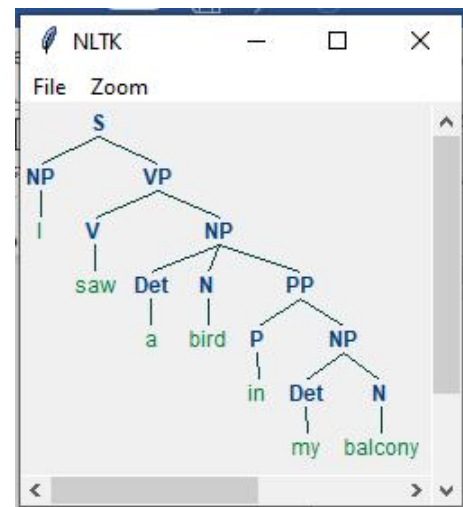 NLTK
File Zoom
S
NP VP
I V NP
saw Det N PP
a bird P NP
in Det N
my balcony